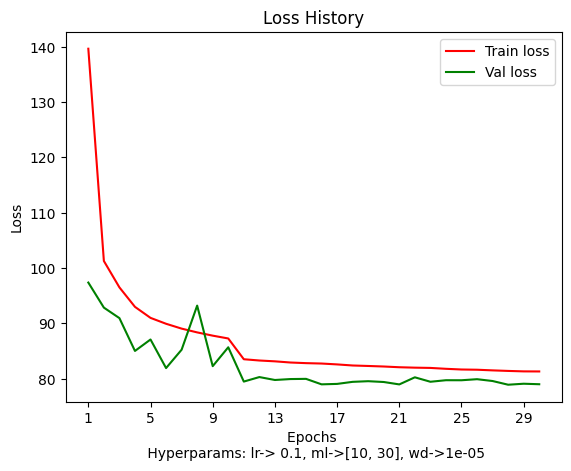 Loss History
Train loss
Val loss
Loss
140
130
120
110
100
90
80
1 5 9 13 17 21 25 29
Epochs
Hyperparams: lr-> 0.1, ml->[10, 30], wd->1e-05